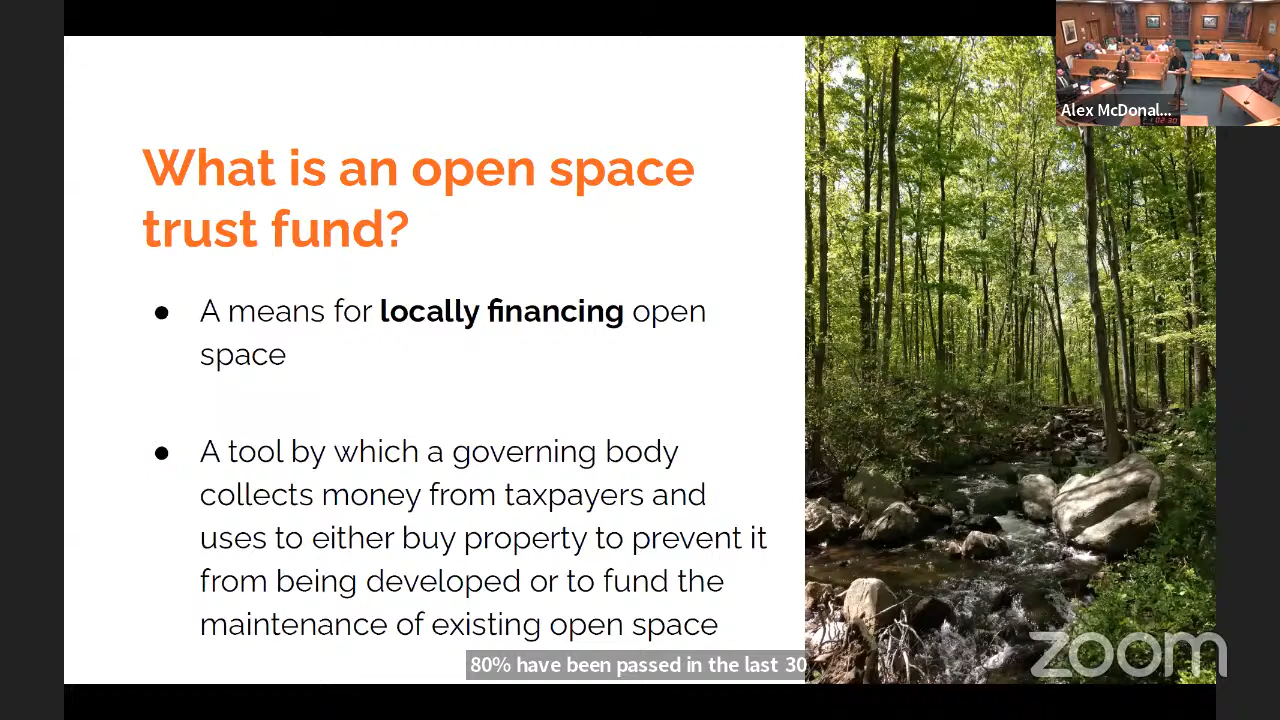 Alex McDonal...
What is an open space
trust fund?
● A means for locally financing open
space
● A tool by which a governing body
collects money from taxpayers and
uses to either buy property to prevent it
from being developed or to fund the
maintenance of existing open space
80% have been passed in the last 30
zoom